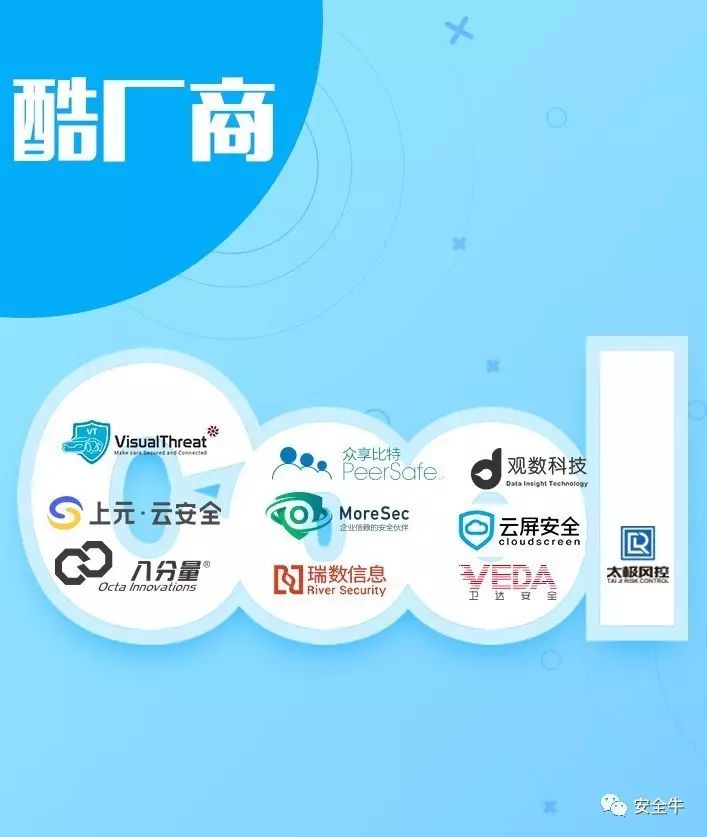 酷厂商
VT
VisualThreat
Make cars Secured and Connected
上元·云安全
八分量®
Octa Innovations
众享比特
PeerSafe.cn
MoreSec
企业信赖的安全伙伴
瑞数信息
River Security
观数科技
Data Insight Technology
云屏安全
cloudscreen
VEDA
卫达安全
太极风控
TAI JI RISK CONTROL
安全牛